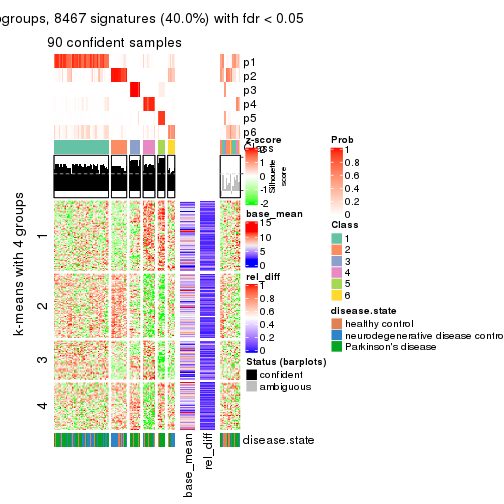 ogroups, 8467 signatures (40.0%) with fdr < 0.05
90 confident samples
p1
p2
p3
p4
p5
p6
Class
Silhouette
score
k-means with 4 groups
1
2
3
4
disease.state
base_mean
rel_diff
z-score
2
1
0
-1
-2
base_mean
15
10
5
0
rel_diff
1
0.8
0.6
0.4
0.2
0
Status (barplots)
confident
ambiguous
Prob
1
0.8
0.6
0.4
0.2
0
Class
1
2
3
4
5
6
disease.state
healthy control
neurodegenerative disease contro
Parkinson's disease